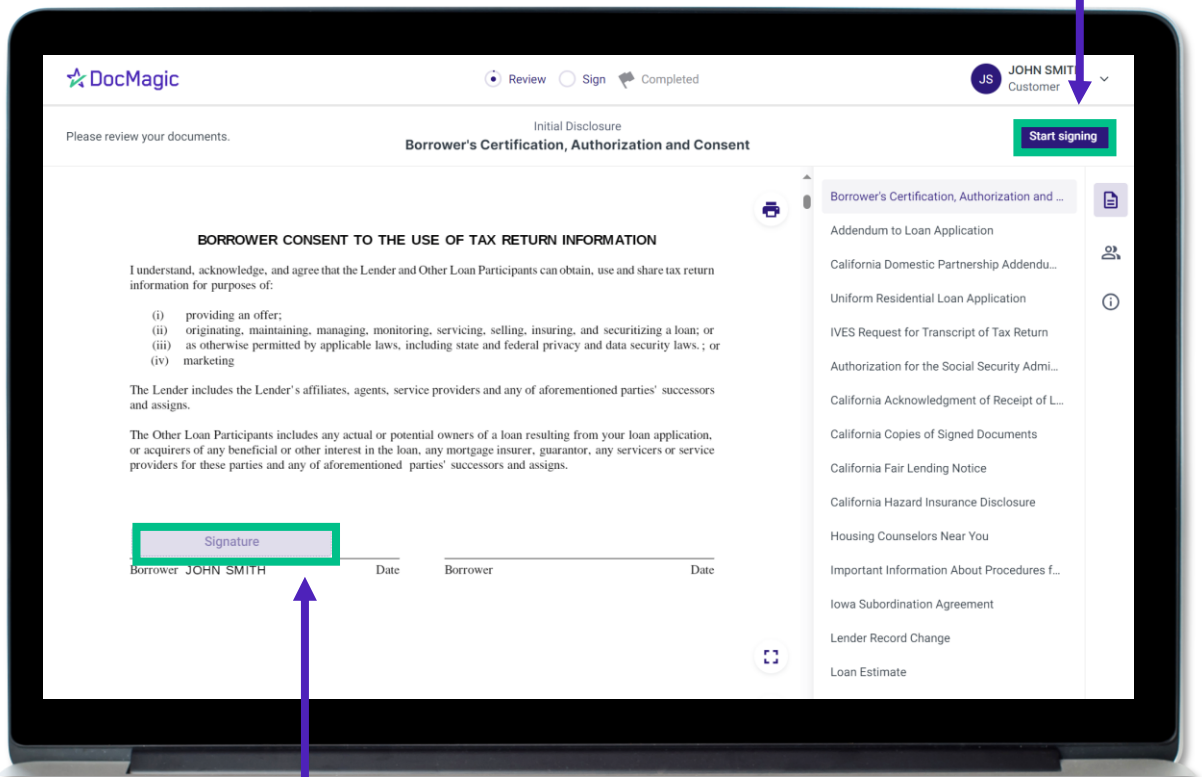 DocMagic
Review Sign Completed
JS
JOHN SMITH
Customer
Please review your documents.
Initial Disclosure
Borrower's Certification, Authorization and Consent
Start signing
BORROWER CONSENT TO THE USE OF TAX RETURN INFORMATION
I understand, acknowledge, and agree that the Lender and Other Loan Participants can obtain, use and share tax return
information for purposes of:
(i) providing an offer;
(ii) originating, maintaining, managing, monitoring, servicing, selling, insuring, and securitizing a loan; or
(iii) as otherwise permitted by applicable laws, including state and federal privacy and data security laws. ; or
(iv) marketing
The Lender includes the Lender's affiliates, agents, service providers and any of aforementioned parties' successors
and assigns.
The Other Loan Participants includes any actual or potential owners of a loan resulting from your loan application,
or acquirers of any beneficial or other interest in the loan, any mortgage insurer, guarantor, any servicers or service
providers for these parties and any of aforementioned parties' successors and assigns.
Signature
Borrower JOHN SMITH Date Borrower Date
Borrower's Certification, Authorization and ...
Addendum to Loan Application
California Domestic Partnership Addendu...
Uniform Residential Loan Application
IVES Request for Transcript of Tax Return
Authorization for the Social Security Admi...
California Acknowledgment of Receipt of L...
California Copies of Signed Documents
California Fair Lending Notice
California Hazard Insurance Disclosure
Housing Counselors Near You
Important Information About Procedures f...
Iowa Subordination Agreement
Lender Record Change
Loan Estimate